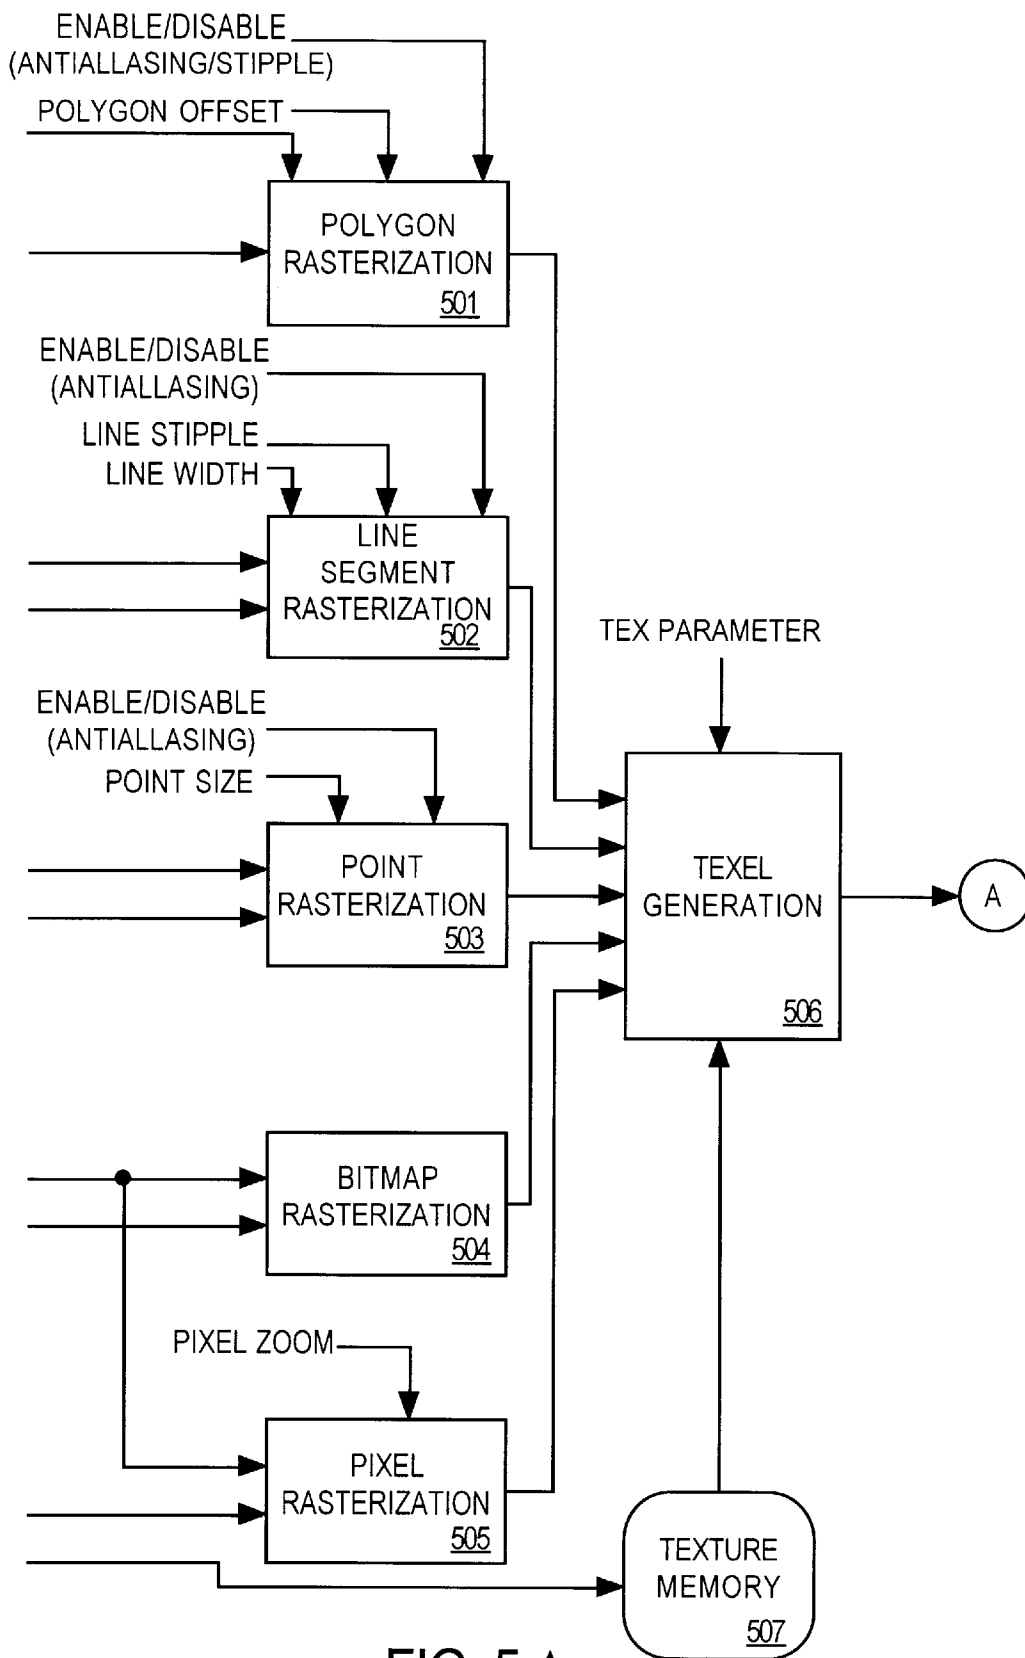 ENABLE/DISABLE
(ANTIALLASING/STIPPLE)
POLYGON OFFSET
POLYGON
RASTERIZATION
501
ENABLE/DISABLE
(ANTIALLASING)
LINE STIPPLE
LINE WIDTH
LINE
SEGMENT
RASTERIZATION
502
TEX PARAMETER
ENABLE/DISABLE
(ANTIALLASING)
POINT SIZE
POINT
RASTERIZATION
503
TEXEL
GENERATION
506
A
BITMAP
RASTERIZATION
504
PIXEL ZOOM
PIXEL
RASTERIZATION
505
TEXTURE
MEMORY
507
FIG. 5 A